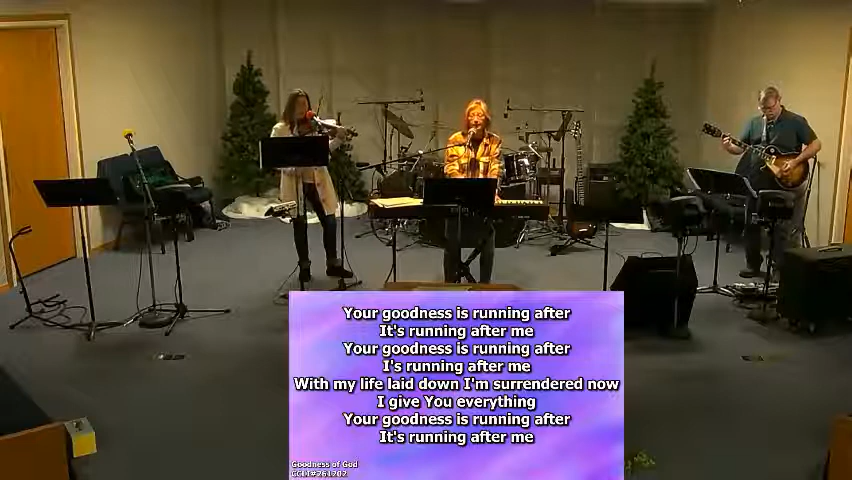 Your goodness is running after
It's running after me
Your goodness is running after
I's running after me
With my life laid down I'm surrendered now
I give You everything
Your goodness is running after
It's running after me
Goodness of God
CCLI#261202